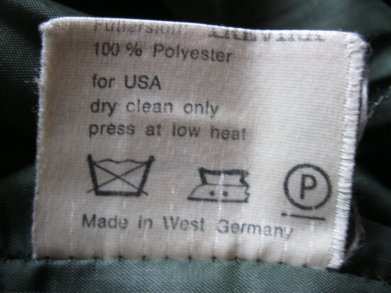 100 % Polyester
for USA
dry clean only
press at low heat
P
Made in West Germany